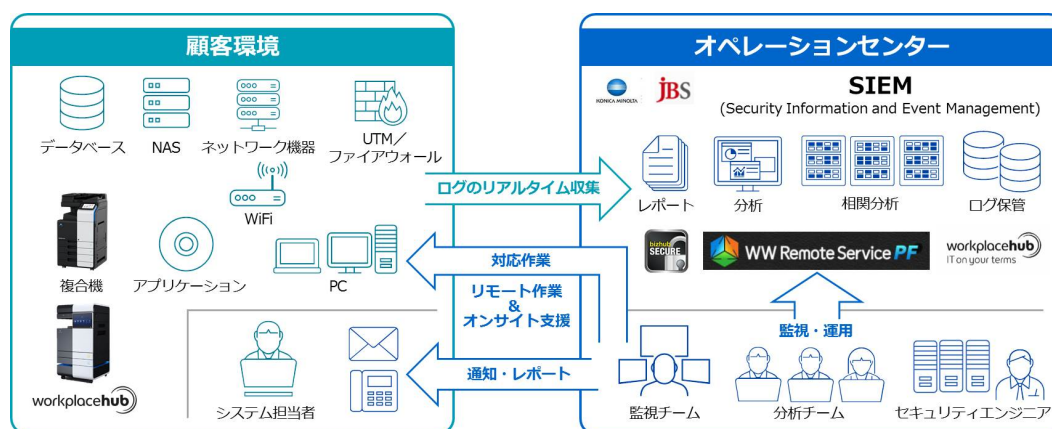 顧客環境
データベース
NAS
ネットワーク機器
UTM／
ファイアウォール
WiFi
複合機
アプリケーション
PC
workplacehub
システム担当者
ログのリアルタイム収集
対応作業
リモート作業
&
オンサイト支援
通知・レポート
オペレーションセンター
KONICA MINOLTA
JBS
SIEM
(Security Information and Event Management)
レポート
分析
相関分析
ログ保管
bizhub
SECURE
WW Remote Service PF
workplacehub
IT on your terms
監視・運用
監視チーム
分析チーム
セキュリティエンジニア